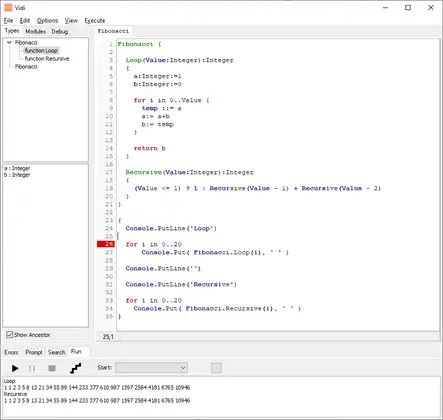 Vidi
File Edit Options View Execute
Types Modules Debug
Fibonacci
function Loop
function Recursive
Fibonacci
a : Integer
b : Integer
Show Ancestor
Fibonacci
1 Fibonacci {
2
3 Loop(Value:Integer):Integer
4 {
5 a:Integer:=1
6 b:Integer:=0
7
8 for i in 0..Value {
9 temp ::= a
10 a:= a+b
11 b:= temp
12 }
13
14 return b
15 }
16
17 Recursive(Value:Integer):Integer
18 {
19 (Value <= 1) ? 1 : Recursive(Value - 1) + Recursive(Value - 2)
20 }
21 }
22
23 {
24 Console.PutLine('Loop')
25
26 for i in 0..20
27 Console.Put( Fibonacci.Loop(i), ' ' )
28
29 Console.PutLine('')
30
31 Console.PutLine('Recursive')
32
33 for i in 0..20
34 Console.Put( Fibonacci.Recursive(i), ' ' )
35 }
25,1
Errors Prompt Search Run
Start:
Loop
1 1 2 3 5 8 13 21 34 55 89 144 233 377 610 987 1597 2584 4181 6765 10946
Recursive
1 1 2 3 5 8 13 21 34 55 89 144 233 377 610 987 1597 2584 4181 6765 10946